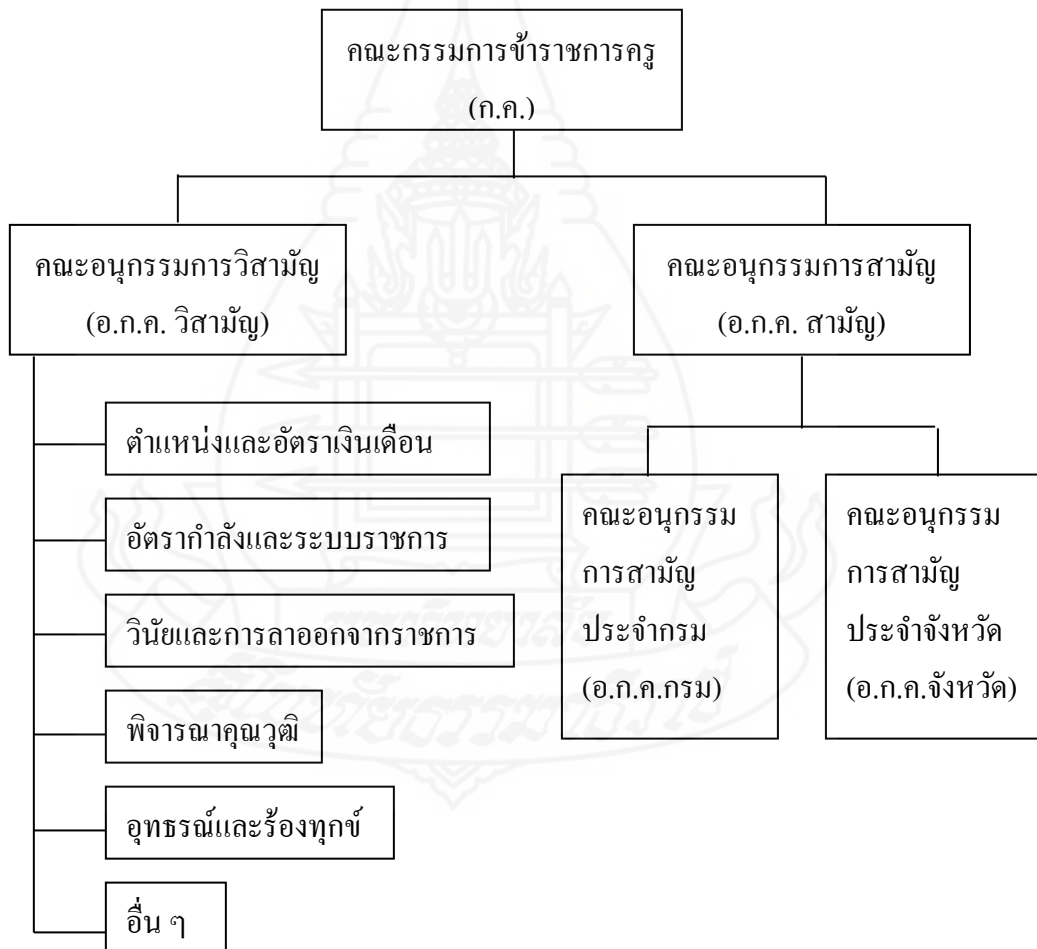 คณะกรรมการข้าราชการครู
(ก.ค.)
คณะอนุกรรมการวิสามัญ
(อ.ก.ค. วิสามัญ)
คณะอนุกรรมการสามัญ
(อ.ก.ค. สามัญ)
ตำแหน่งและอัตราเงินเดือน
อัตรากำลังและระบบราชการ
วินัยและการลาออกจากราชการ
พิจารณาคุณวุฒิ
อุทธรณ์และร้องทุกข์
อื่น ๆ
คณะอนุกรรม
การสามัญ
ประจำกรม
(อ.ก.ค.กรม)
คณะอนุกรรม
การสามัญ
ประจำจังหวัด
(อ.ก.ค.จังหวัด)